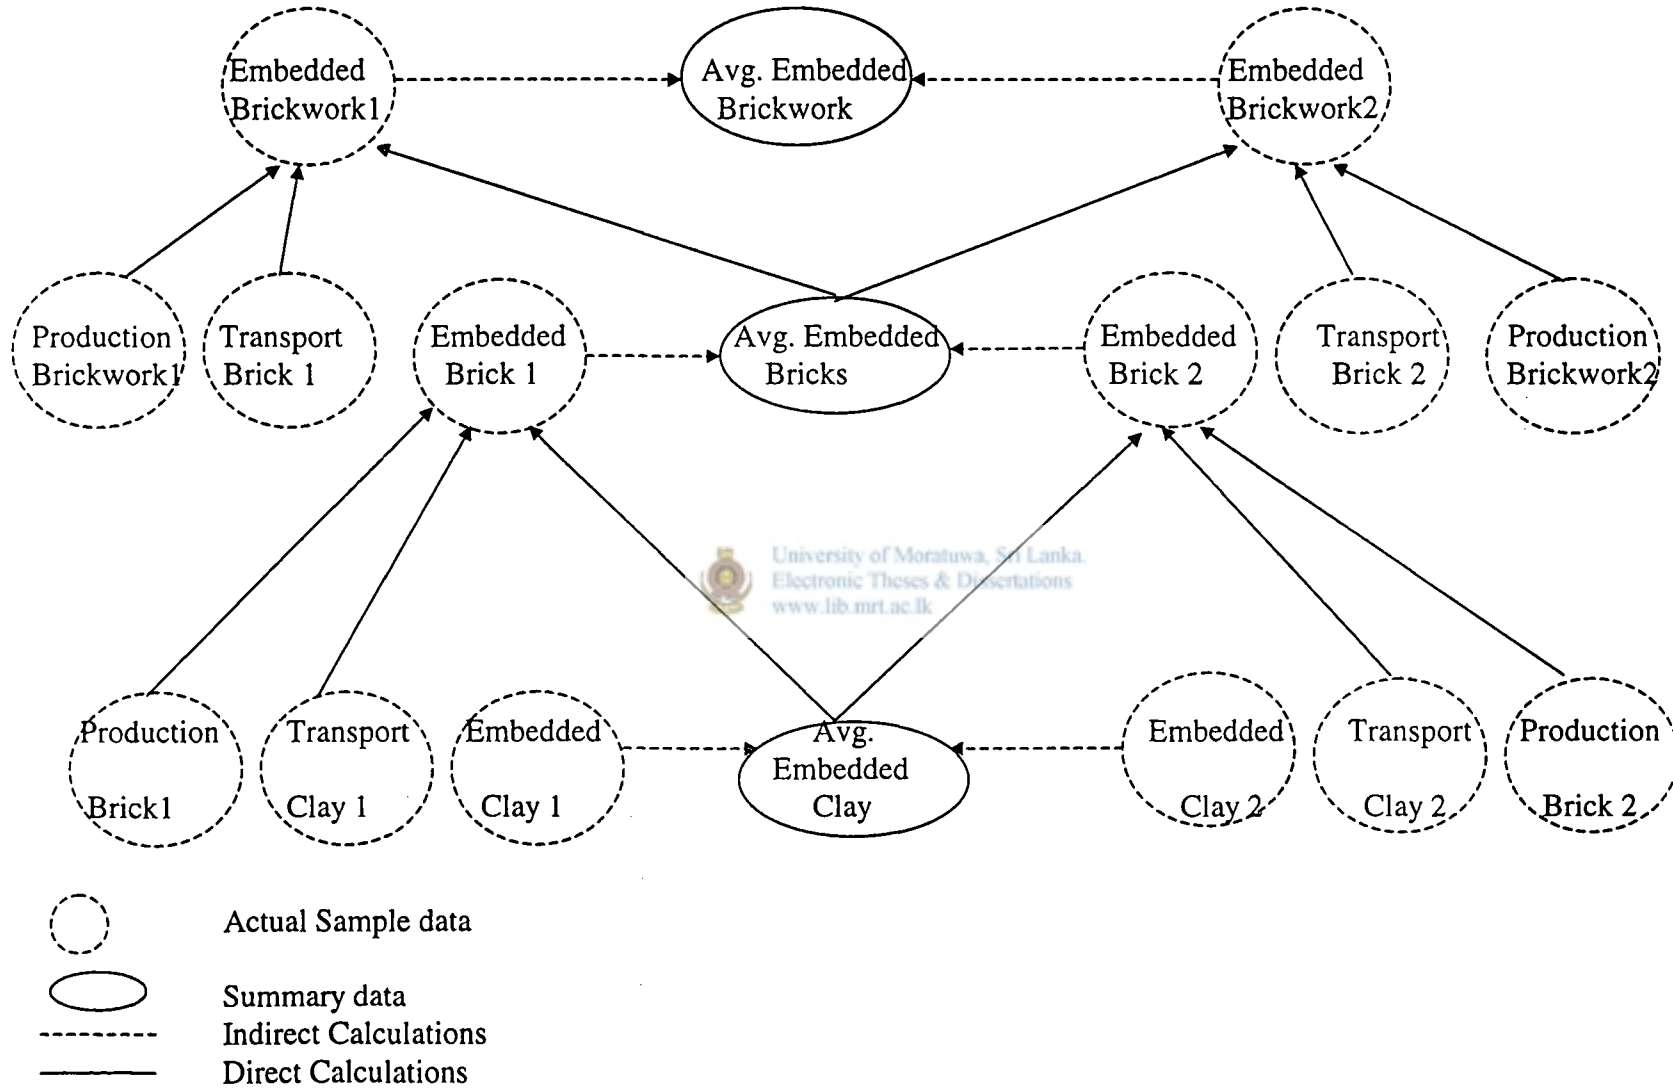 Embedded
Brickwork1
Avg. Embedded
Brickwork
Embedded
Brickwork2
Production
Brickwork1
Transport
Brick 1
Embedded
Brick 1
Avg. Embedded
Bricks
Embedded
Brick 2
Transport
Brick 2
Production
Brickwork2
University of Moratuwa, Sri Lanka.
Electronic Theses & Dissertations
www.lib.mrt.ac.lk
Production
Brick1
Transport
Clay 1
Embedded
Clay 1
Avg.
Embedded
Clay
Embedded
Clay 2
Transport
Clay 2
Production
Brick 2
Actual Sample data
Summary data
Indirect Calculations
Direct Calculations